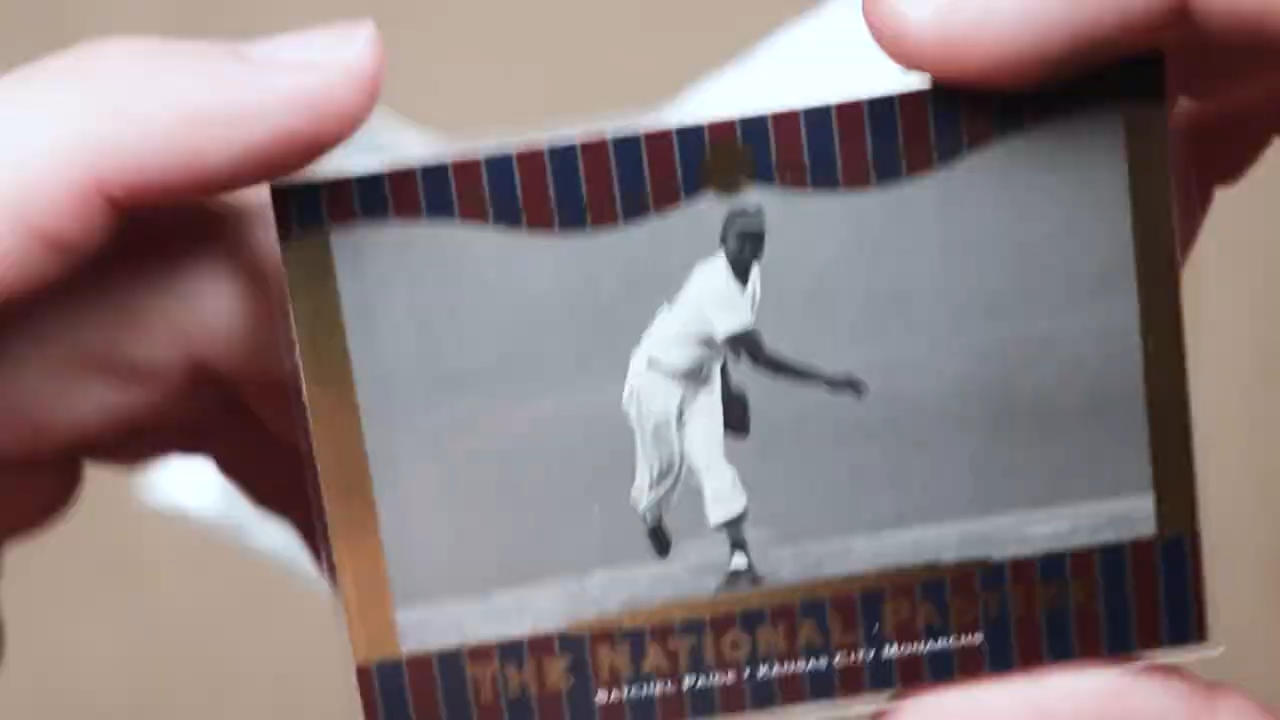 THE NATIONAL PASTIME
SATCHEL PAIGE / KANSAS CITY MONARCHS